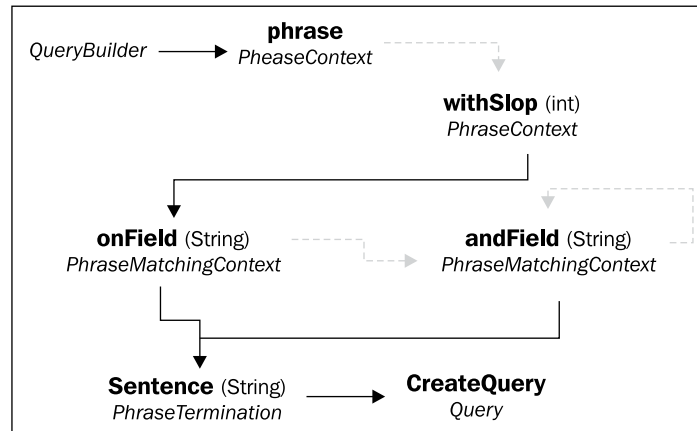 phrase
QueryBuilder
PheaseContext
withSlop (int)
PhraseContext
onField (String)
PhraseMatchingContext
andField (String)
PhraseMatchingContext
Sentence (String)
PhraseTermination
CreateQuery
Query